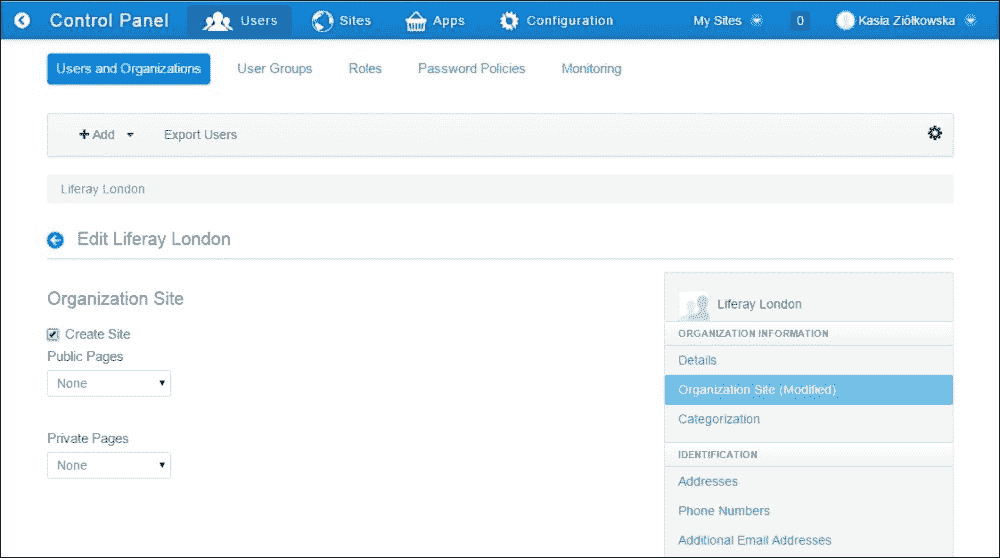 Control Panel Users Sites Apps Configuration My Sites 0 Kasia Ziółkowska
Users and Organizations User Groups Roles Password Policies Monitoring
+ Add Export Users
Liferay London
Edit Liferay London
Organization Site
Create Site
Public Pages
None
Private Pages
None
Liferay London
ORGANIZATION INFORMATION
Details
Organization Site (Modified)
Categorization
IDENTIFICATION
Addresses
Phone Numbers
Additional Email Addresses